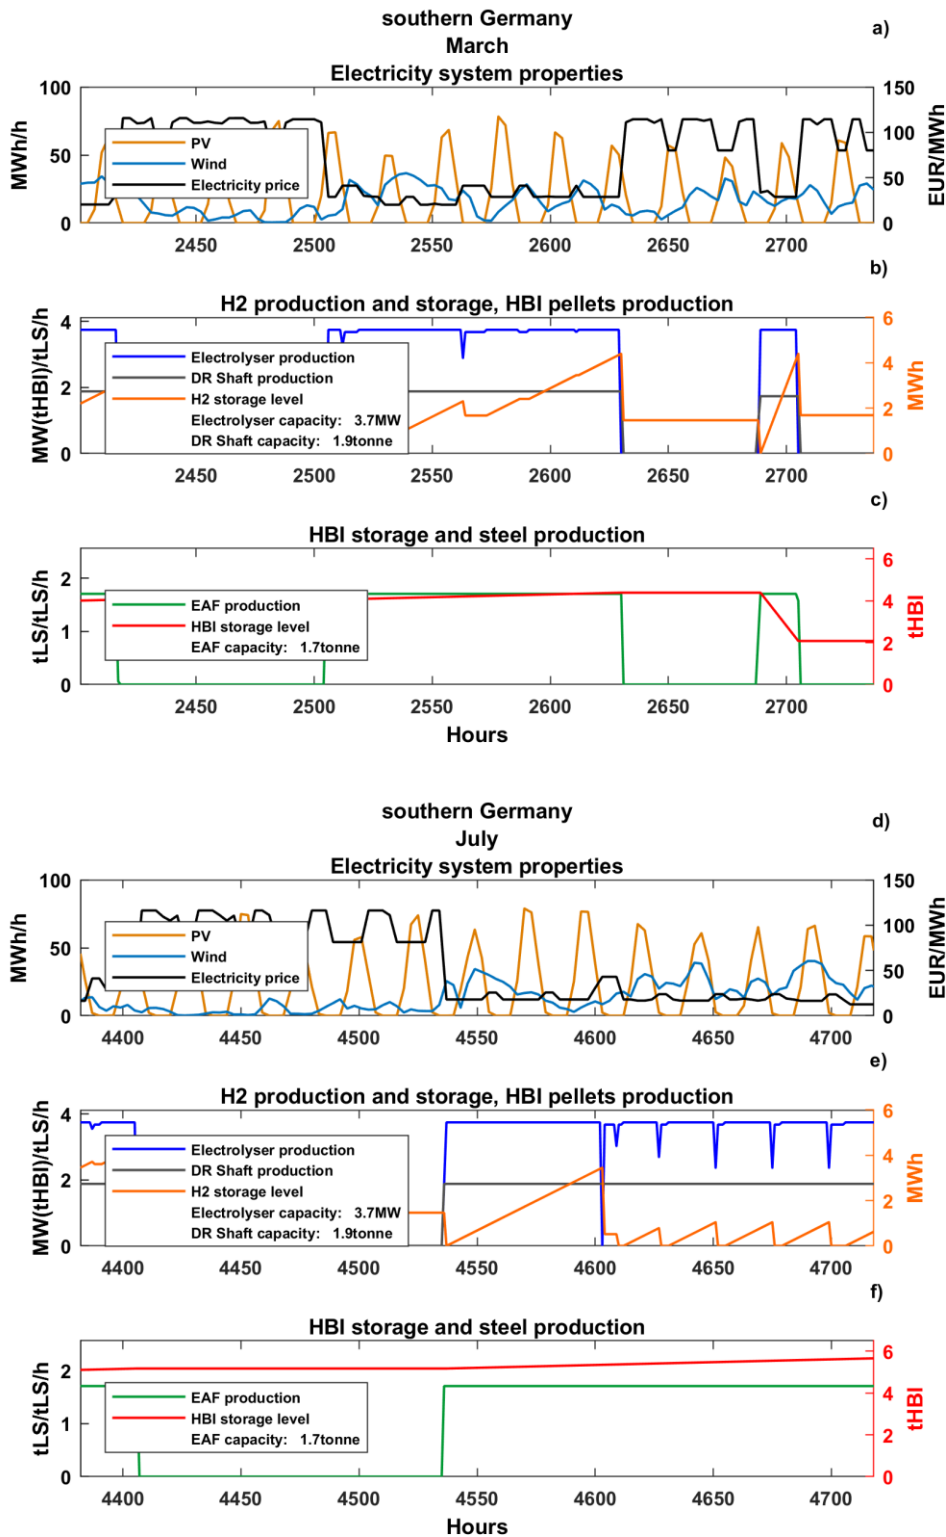 southern Germany
a)
March
Electricity system properties
100
150
MWh/h
50
0
PV
Wind
Electricity price
100
50
0
EUR/MWh
2450 2500 2550 2600 2650 2700
b)
H2 production and storage, HBI pellets production
MW(tHBI)/tLS/h
4
2
0
Electrolyser production
DR Shaft production
H2 storage level
Electrolyser capacity: 3.7MW
DR Shaft capacity: 1.9tonne
6
4
2
0
MWh
2450 2500 2550 2600 2650 2700
c)
HBI storage and steel production
tLS/tLS/h
2
1
0
EAF production
HBI storage level
EAF capacity: 1.7tonne
6
4
2
0
tHBI
2450 2500 2550 2600 2650 2700
Hours
southern Germany
d)
July
Electricity system properties
100
150
MWh/h
50
0
PV
Wind
Electricity price
100
50
0
EUR/MWh
4400 4450 4500 4550 4600 4650 4700
e)
H2 production and storage, HBI pellets production
MW(tHBI)/tLS/h
4
2
0
Electrolyser production
DR Shaft production
H2 storage level
Electrolyser capacity: 3.7MW
DR Shaft capacity: 1.9tonne
6
4
2
0
MWh
4400 4450 4500 4550 4600 4650 4700
f)
HBI storage and steel production
tLS/tLS/h
2
1
0
EAF production
HBI storage level
EAF capacity: 1.7tonne
6
4
2
0
tHBI
4400 4450 4500 4550 4600 4650 4700
Hours